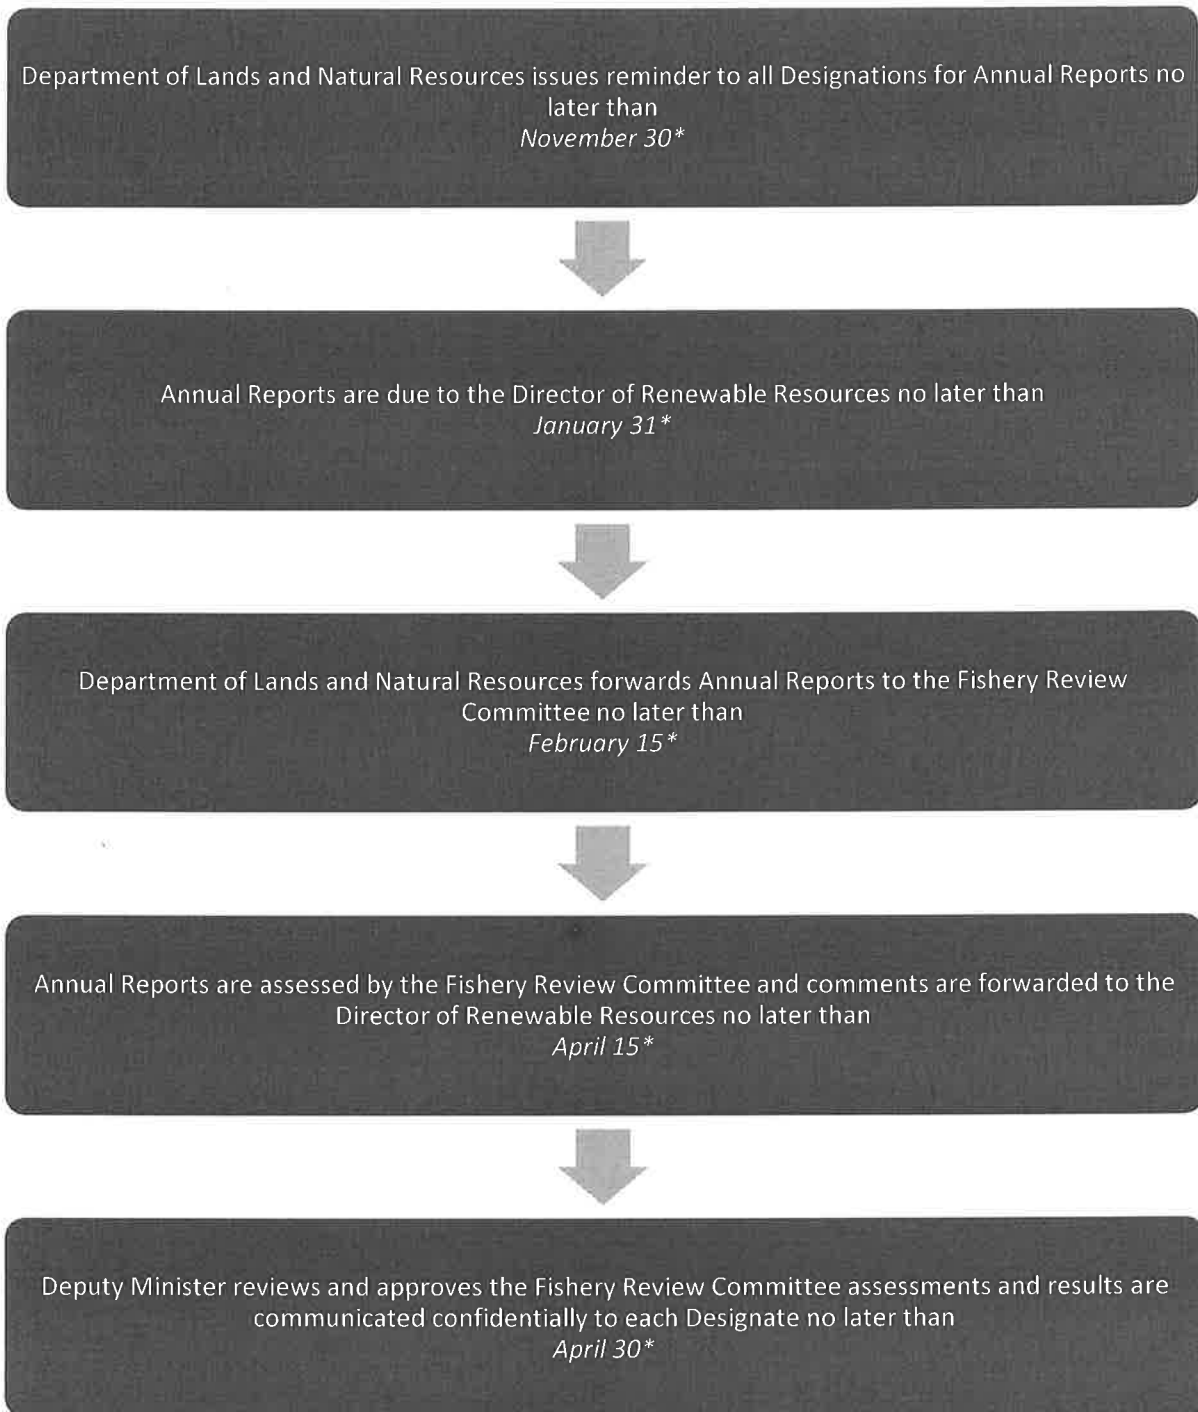 Department of Lands and Natural Resources issues reminder to all Designations for Annual Reports no
later than
November 30*
Annual Reports are due to the Director of Renewable Resources no later than
January 31*
Department of Lands and Natural Resources forwards Annual Reports to the Fishery Review
Committee no later than
February 15*
Annual Reports are assessed by the Fishery Review Committee and comments are forwarded to the
Director of Renewable Resources no later than
April 15*
Deputy Minister reviews and approves the Fishery Review Committee assessments and results are
communicated confidentially to each Designate no later than
April 30*